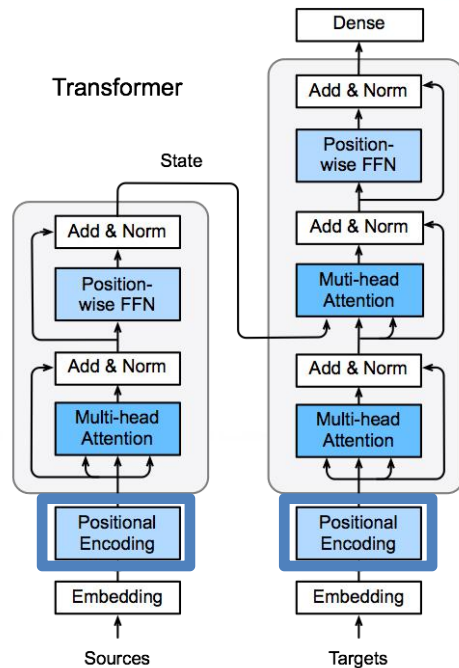 Transformer
State
Add & Norm
Position-
wise FFN
Add & Norm
Multi-head
Attention
Positional
Encoding
Embedding
Sources
Dense
Add & Norm
Position-
wise FFN
Add & Norm
Muti-head
Attention
Add & Norm
Multi-head
Attention
Positional
Encoding
Embedding
Targets